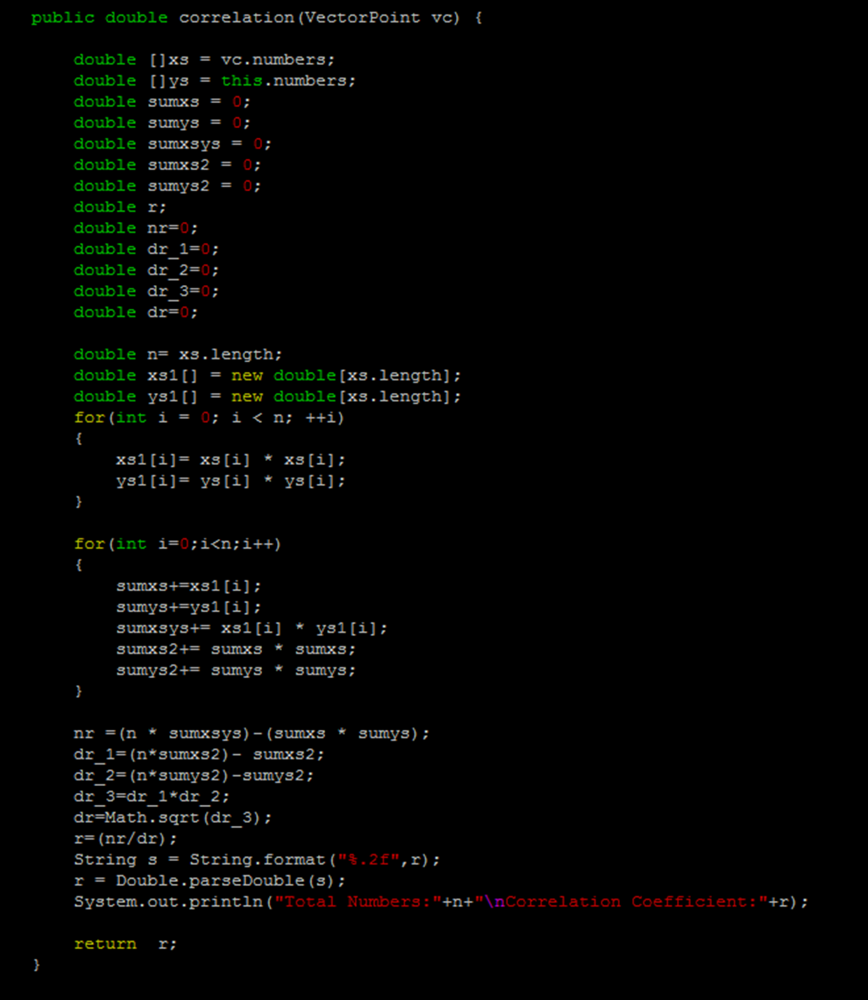 public double correlation(VectorPoint vc) {
double []xs = vc.numbers;
double []ys = this.numbers;
double sumxs = 0;
double sumys = 0;
double sumxsys = 0;
double sumxs2 = 0;
double sumys2 = 0;
double r;
double nr=0;
double dr_1=0;
double dr_2=0;
double dr_3=0;
double dr=0;
double n= xs.length;
double xs1[] = new double[xs.length];
double ys1[] = new double[xs.length];
for(int i = 0; i < n; ++i)
{
xs1[i]= xs[i] * xs[i];
ys1[i]= ys[i] * ys[i];
}
for(int i=0;i<n;i++)
{
sumxs+=xs1[i];
sumys+=ys1[i];
sumxsys+= xs1[i] * ys1[i];
sumxs2+= sumxs * sumxs;
sumys2+= sumys * sumys;
}
nr =(n * sumxsys)-(sumxs * sumys);
dr_1=(n*sumxs2)- sumxs2;
dr_2=(n*sumys2)-sumys2;
dr_3=dr_1*dr_2;
dr=Math.sqrt(dr_3);
r=(nr/dr);
String s = String.format("%.2f",r);
r = Double.parseDouble(s);
System.out.println("Total Numbers:"+n+"\nCorrelation Coefficient:"+r);
return  r;
}